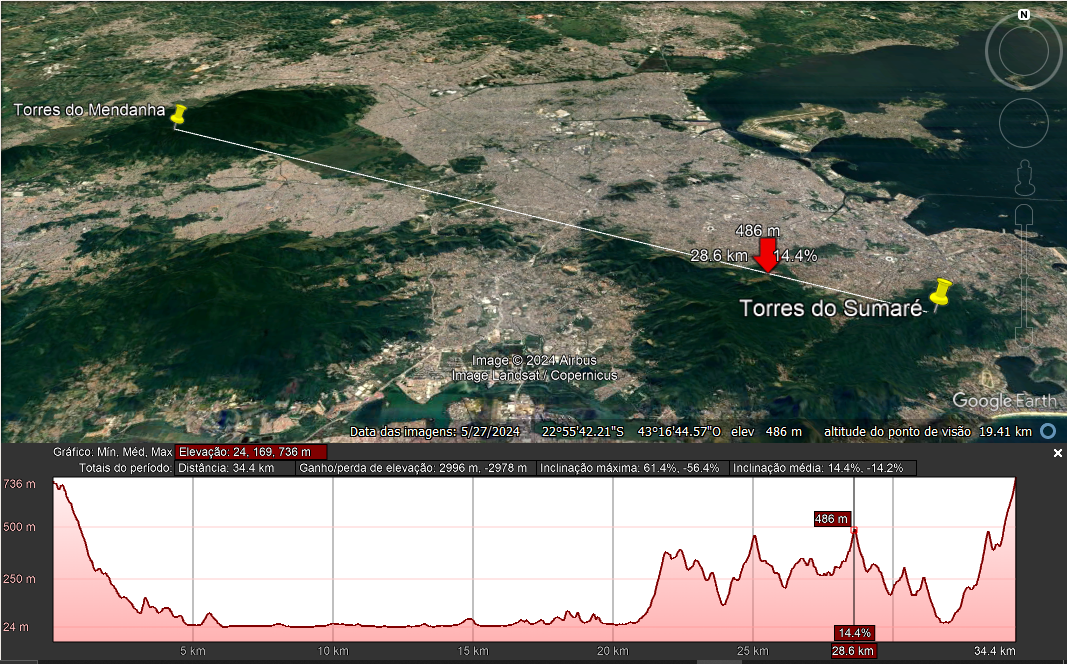 N
Torres do Mendanha
486 m
28.6 km
14.4%
Torres do Sumaré
Image © 2024 Airbus
Image Landsat / Copernicus
Google Earth
Data das imagens: 5/27/2024 22°55'42.21"S 43°16'44.57"O elev 486 m altitude do ponto de visão 19.41 km
Gráfico: Mín, Méd, Max Elevação: 24, 169, 736 m
Totais do período: Distância: 34.4 km Ganho/perda de elevação: 2996 m, -2978 m Inclinação máxima: 61.4%, -56.4% Inclinação média: 14.4%, -14.2%
736 m
486 m
500 m
250 m
24 m
14.4%
5 km 10 km 15 km 20 km 25 km 28.6 km 34.4 km